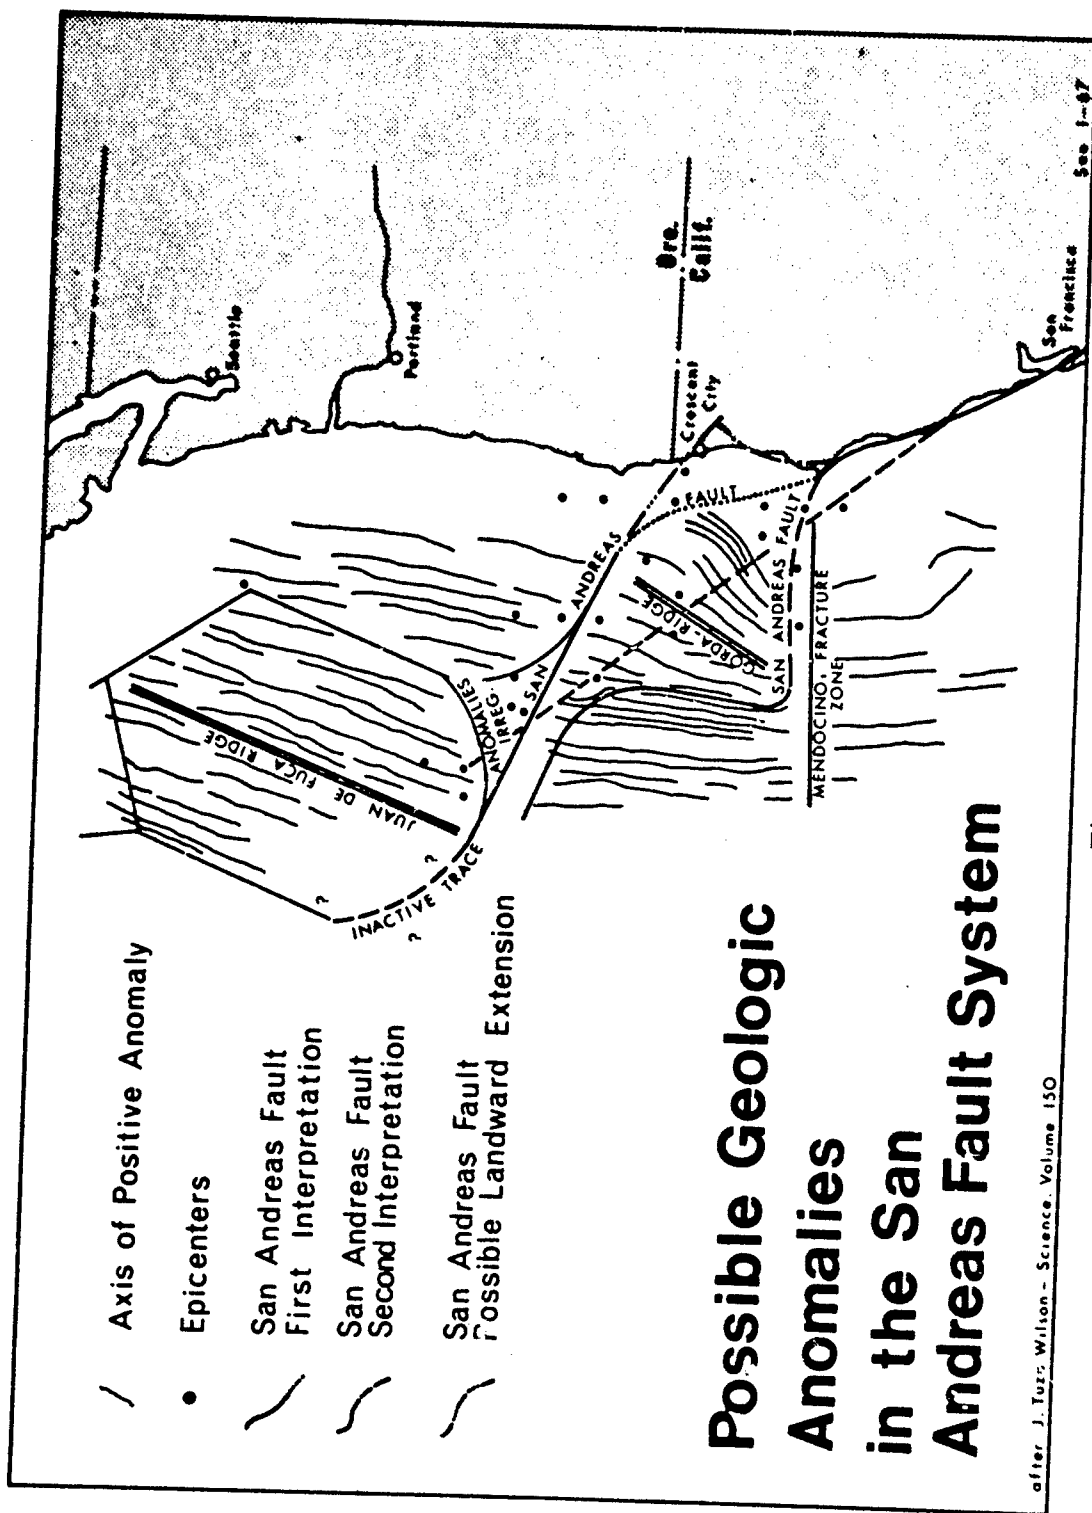 Axis of Positive Anomaly
Epicenters
San Andreas Fault
First Interpretation
San Andreas Fault
Second Interpretation
San Andreas Fault
Possible Landward Extension
Possible Geologic
Anomalies
in the San
Andreas Fault System
after J. Tuzo Wilson - Science, Volume 150
Seattle
Portland
Ore.
Calif.
Crescent
City
San
Francisco
JUAN DE FUCA RIDGE
?
?
?
INACTIVE TRACE
ANOMALIES
IRREG.
SAN ANDREAS FAULT
GORDA-RIDGE
SAN ANDREAS FAULT
MENDOCINO, FRACTURE
ZONE